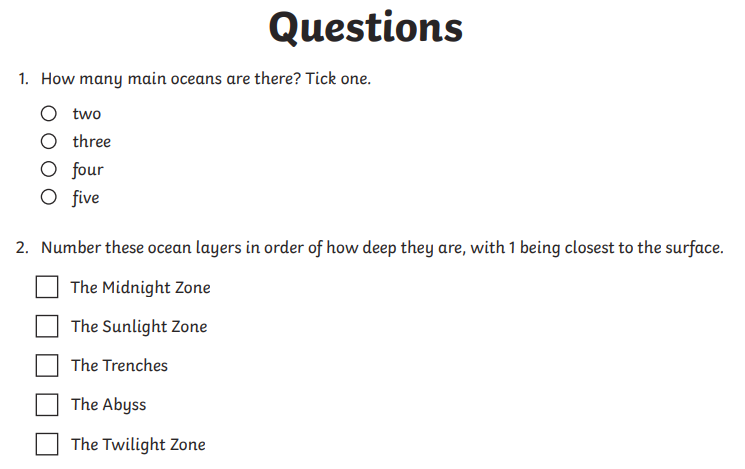 Questions
1. How many main oceans are there? Tick one.
two
three
four
five
2. Number these ocean layers in order of how deep they are, with 1 being closest to the surface.
The Midnight Zone
The Sunlight Zone
The Trenches
The Abyss
The Twilight Zone